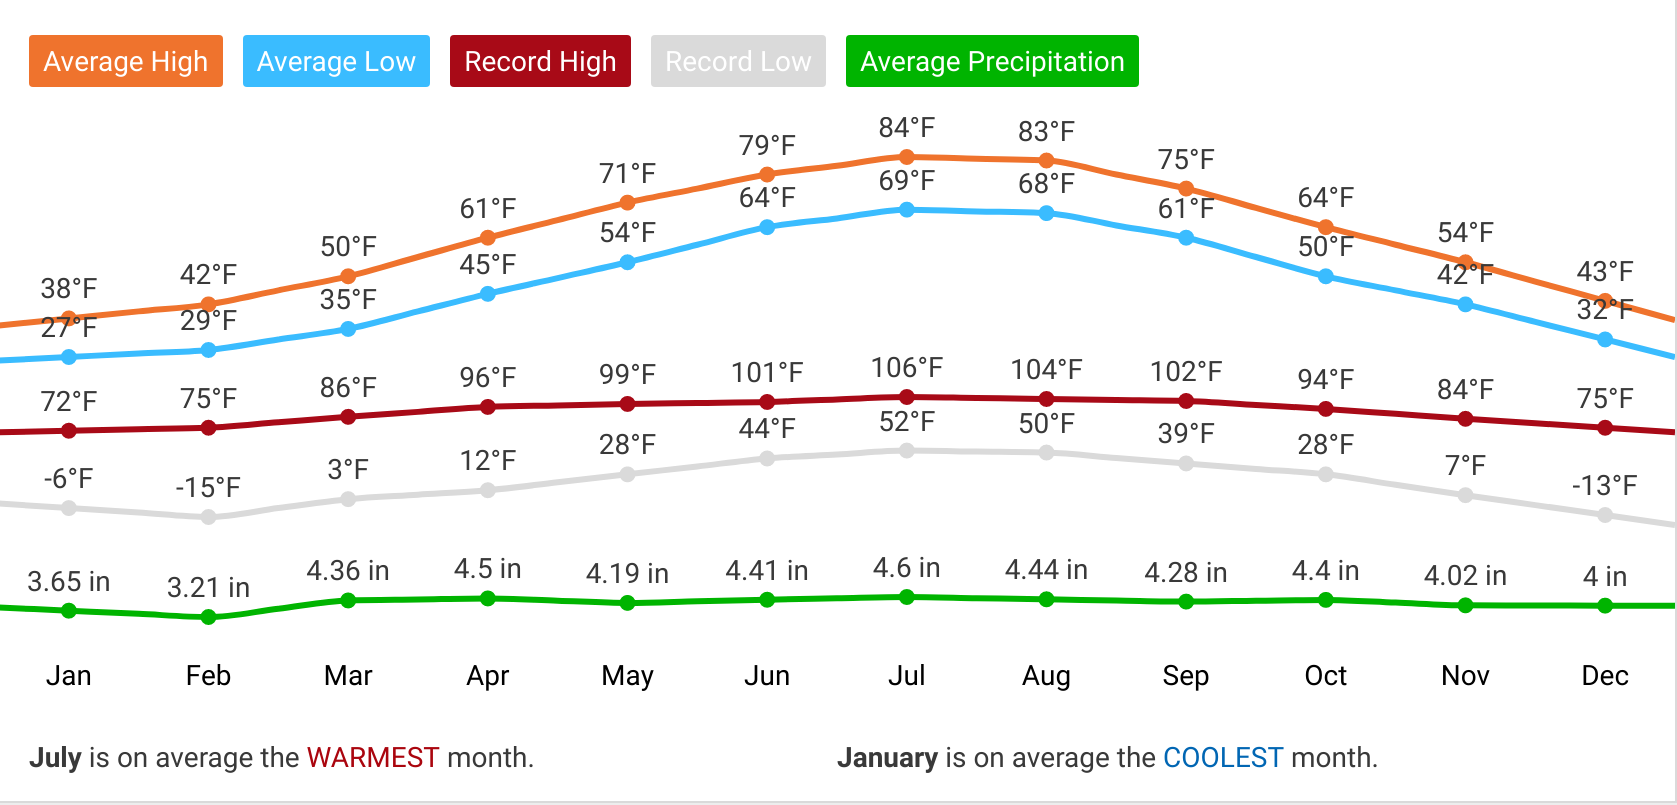 Average High Average Low Record High Record Low Average Precipitation
38°F 42°F 50°F 61°F 71°F 79°F 84°F 83°F 75°F 64°F 54°F 43°F
27°F 29°F 35°F 45°F 54°F 64°F 69°F 68°F 61°F 50°F 42°F 32°F
72°F 75°F 86°F 96°F 99°F 101°F 106°F 104°F 102°F 94°F 84°F 75°F
-6°F -15°F 3°F 12°F 28°F 44°F 52°F 50°F 39°F 28°F 7°F -13°F
3.65 in 3.21 in 4.36 in 4.5 in 4.19 in 4.41 in 4.6 in 4.44 in 4.28 in 4.4 in 4.02 in 4 in
Jan Feb Mar Apr May Jun Jul Aug Sep Oct Nov Dec
July is on average the WARMEST month. January is on average the COOLEST month.